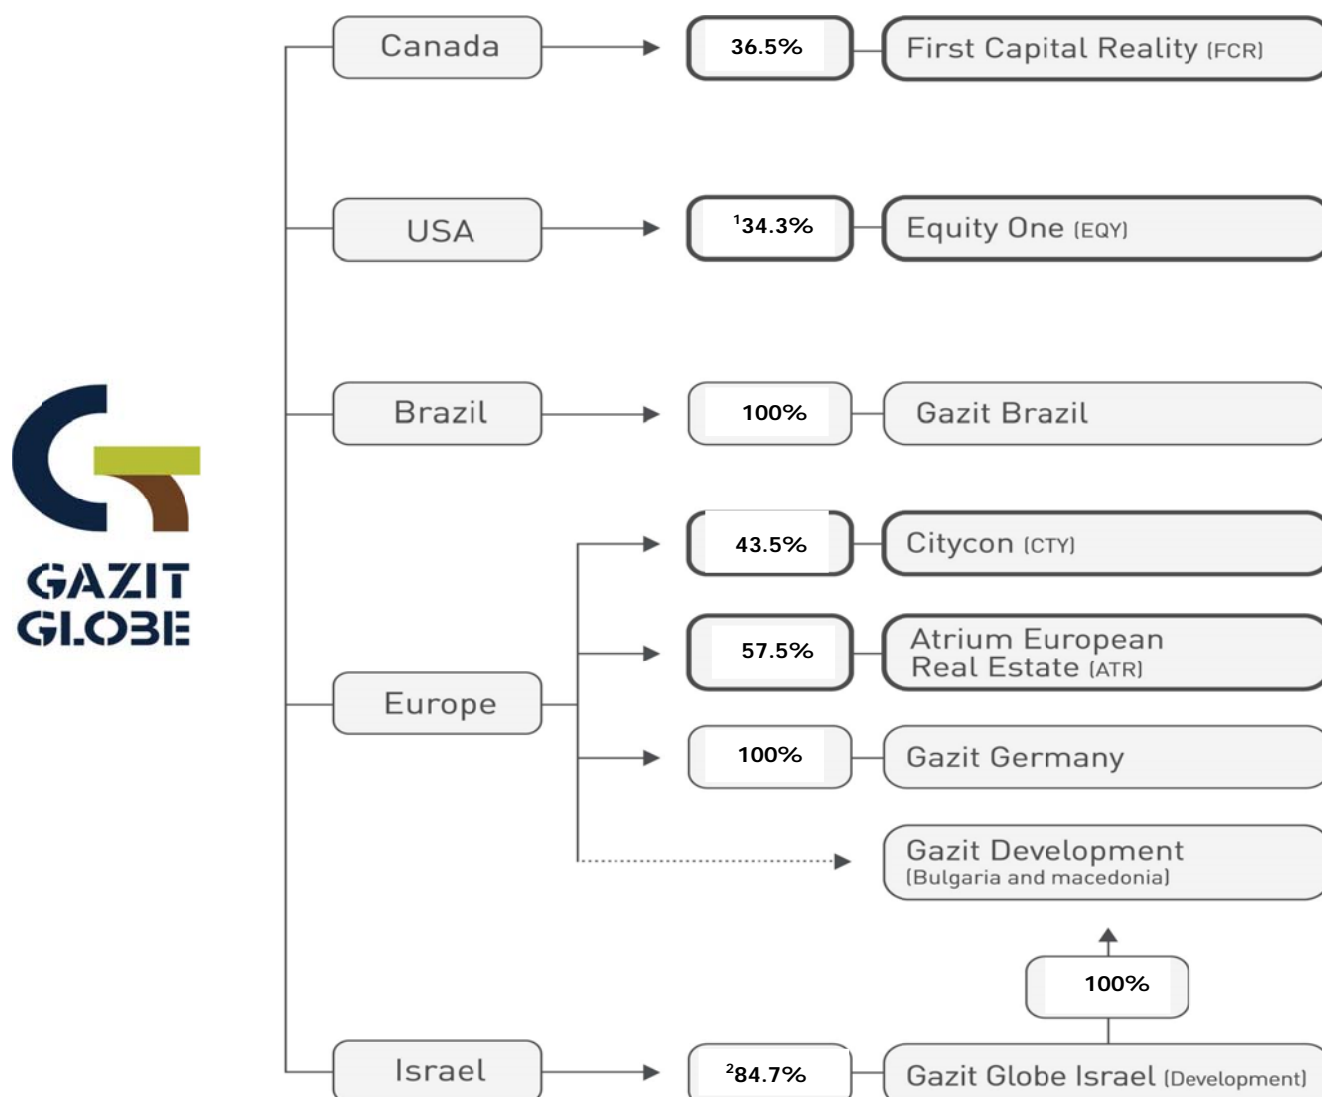 Canada
36.5%
First Capital Reality (FCR)
USA
¹34.3%
Equity One (EQY)
Brazil
100%
Gazit Brazil
GAZIT
GLOBE
Europe
43.5%
Citycon (CTY)
57.5%
Atrium European
Real Estate (ATR)
100%
Gazit Germany
Gazit Development
(Bulgaria and macedonia)
100%
Israel
²84.7%
Gazit Globe Israel (Development)